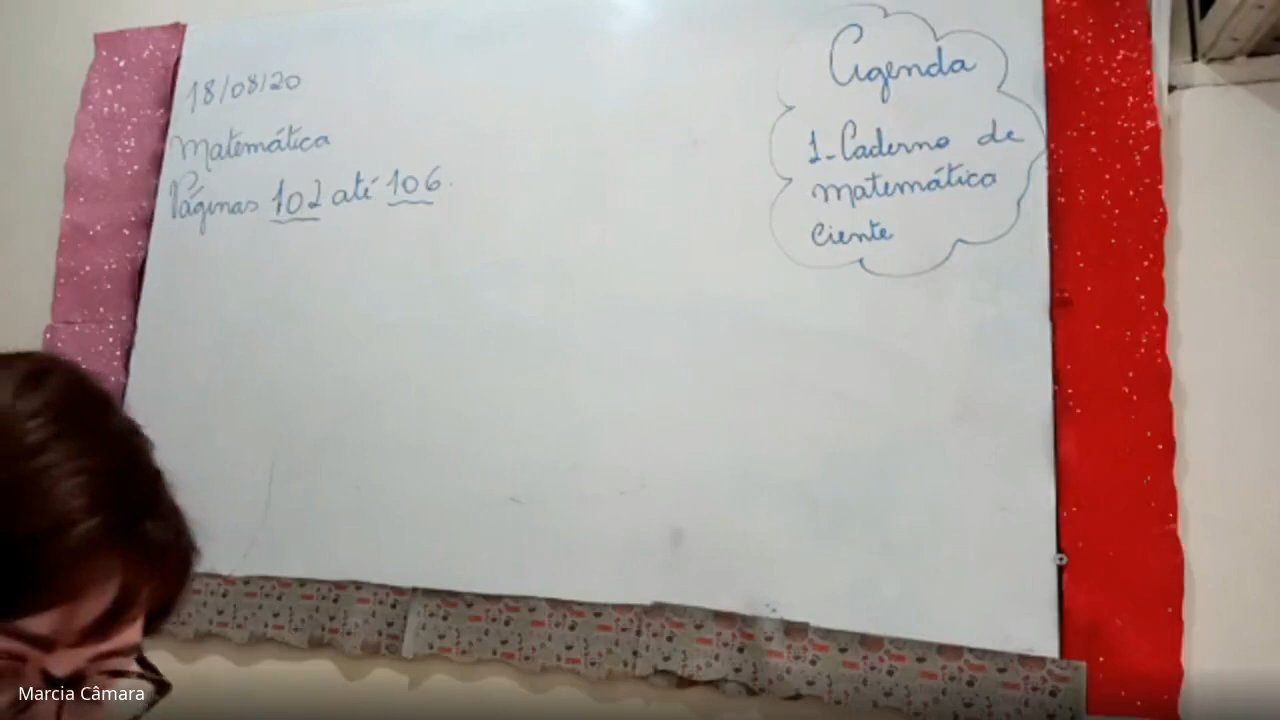 18/08/20
Matemática
Páginas 102 até 106.
Agenda
1-Caderno de
matemática
Ciente
Marcia Câmara